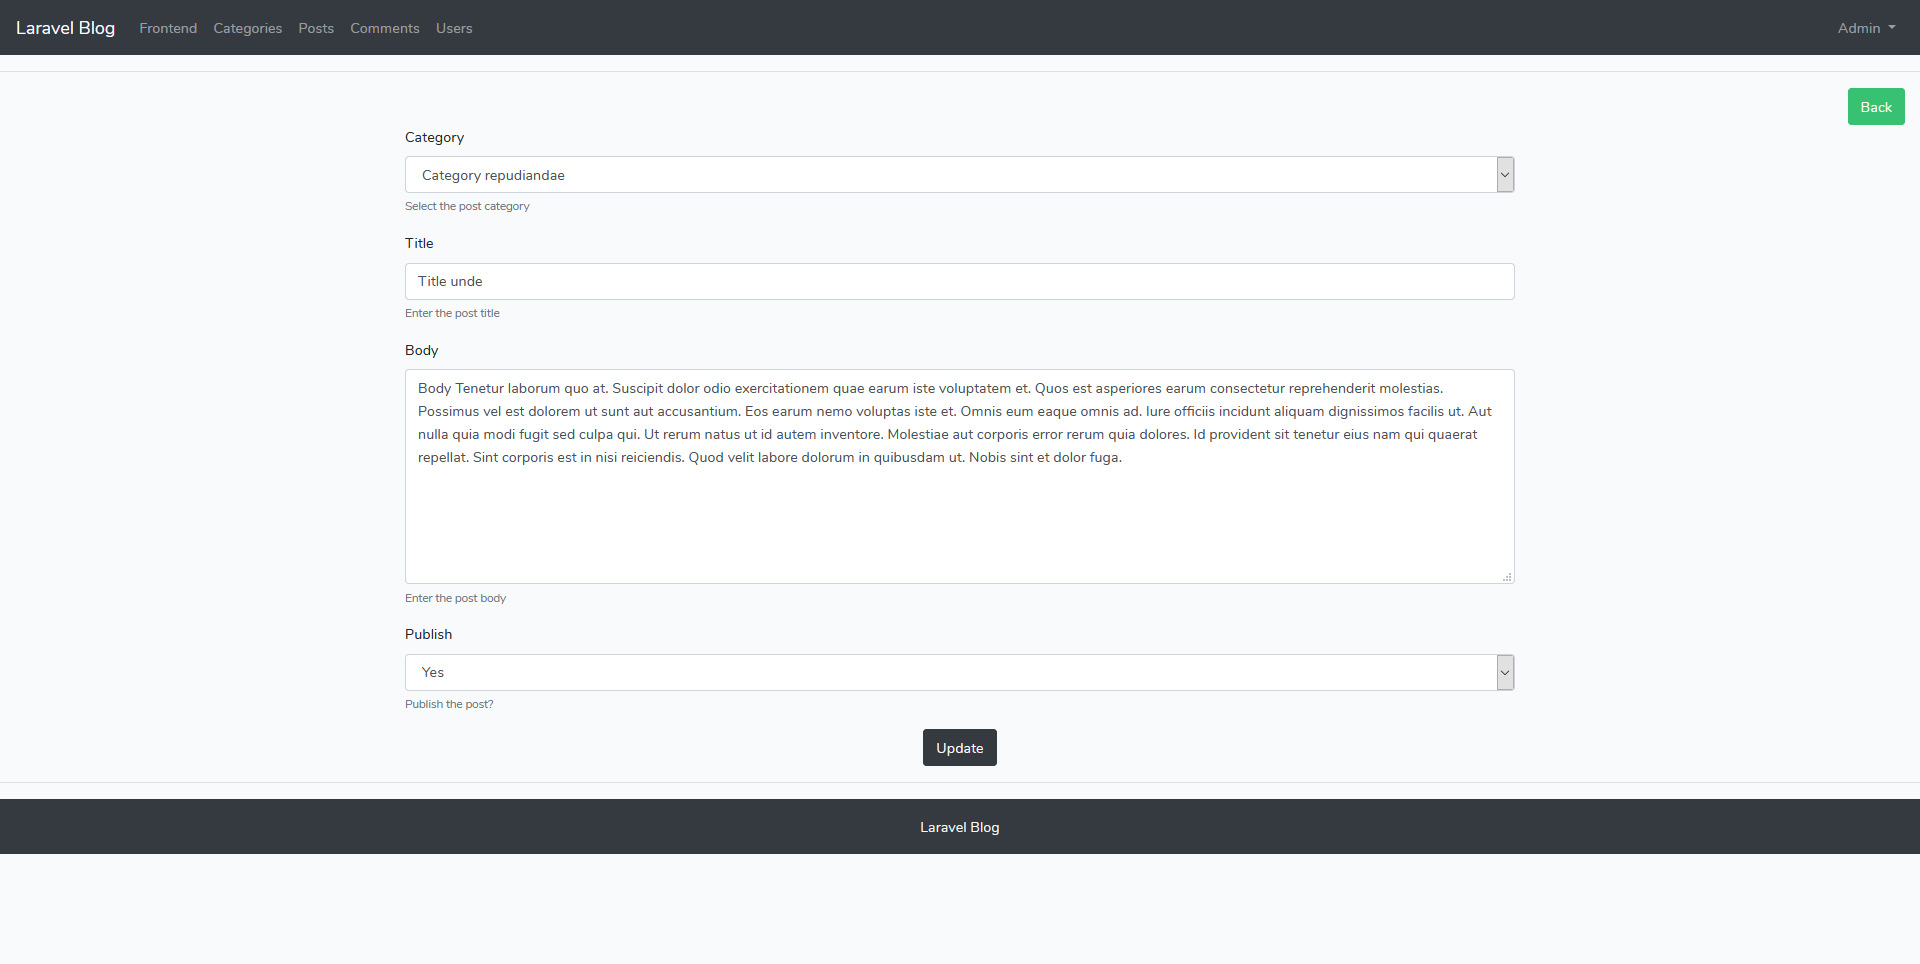 Laravel Blog Frontend Categories Posts Comments Users Admin
Back
Category
Category repudiandae
Select the post category
Title
Title unde
Enter the post title
Body
Body Tenetur laborum quo at. Suscipit dolor odio exercitationem quae earum iste voluptatem et. Quos est asperiores earum consectetur reprehenderit molestias.
Possimus vel est dolorem ut sunt aut accusantium. Eos earum nemo voluptas iste et. Omnis eum eaque omnis ad. Iure officiis incidunt aliquam dignissimos facilis ut. Aut
nulla quia modi fugit sed culpa qui. Ut rerum natus ut id autem inventore. Molestiae aut corporis error rerum quia dolores. Id provident sit tenetur eius nam qui quaerat
repellat. Sint corporis est in nisi reiciendis. Quod velit labore dolorum in quibusdam ut. Nobis sint et dolor fuga.
Enter the post body
Publish
Yes
Publish the post?
Update
Laravel Blog